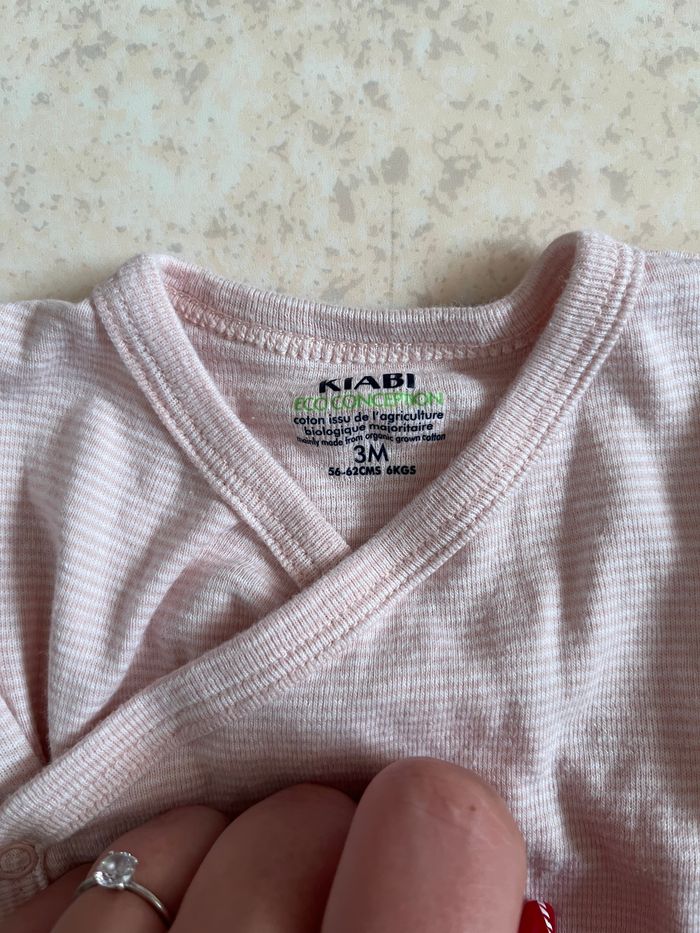 KIABI
ECO CONCEPTION
coton issu de l'agriculture
biologique majoritaire
mainly made from organic grown cotton
3M
56-62CMS 6KGS